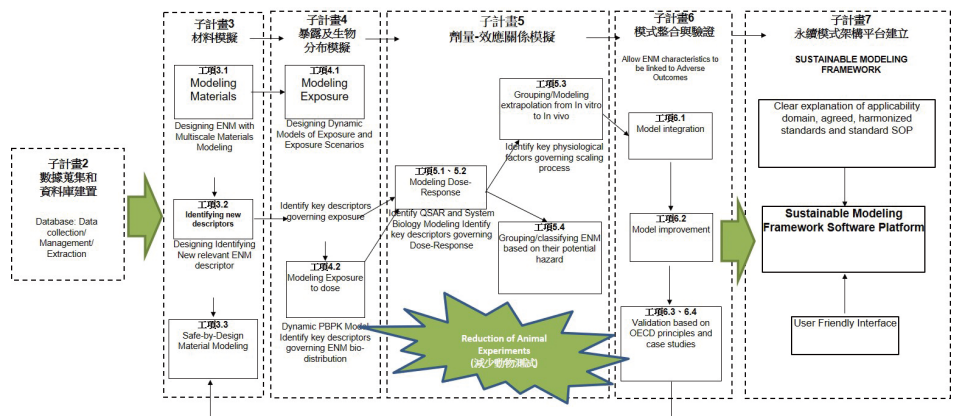 子計畫2
數據蒐集和
資料庫建置
Database: Data
collection/
Management/
Extraction
子計畫3
材料模擬
工項3.1
Modeling
Materials
Designing ENM with
Multiscale Materials
Modeling
工項3.2
Identifying new
descriptors
Designing Identifying
New relevant ENM
descriptor
工項3.3
Safe-by-Design
Material Modeling
子計畫4
暴露及生物
分布模擬
工項4.1
Modeling
Exposure
Designing Dynamic
Models of Exposure and
Exposure Scenarios
Identify key descriptors
governing exposure
工項4.2
Modeling Exposure
to dose
Dynamic PBPK Model
Identify key descriptors
governing ENM bio-
distribution
子計畫5
劑量-效應關係模擬
工項5.3
Grouping/Modeling
extrapolation from In vitro
to In vivo
Identify key physiological
factors governing scaling
process
工項5.1、5.2
Modeling Dose-
Response
Identify QSAR and System
Biology Modeling Identify
key descriptors governing
Dose-Response
工項5.4
Grouping/classifying ENM
based on their potential
hazard
Reduction of Animal
Experiments
(減少動物測試)
子計畫6
模式整合與驗證
Allow ENM characteristics to
be linked to Adverse
Outcomes
工項6.1
Model integration
工項6.2
Model improvement
工項6.3、6.4
Validation based on
OECD principles and
case studies
子計畫7
永續模式架構平台建立
SUSTAINABLE MODELING
FRAMEWORK
Clear explanation of applicability
domain, agreed, harmonized
standards and standard SOP
Sustainable Modeling
Framework Software Platform
User Friendly Interface